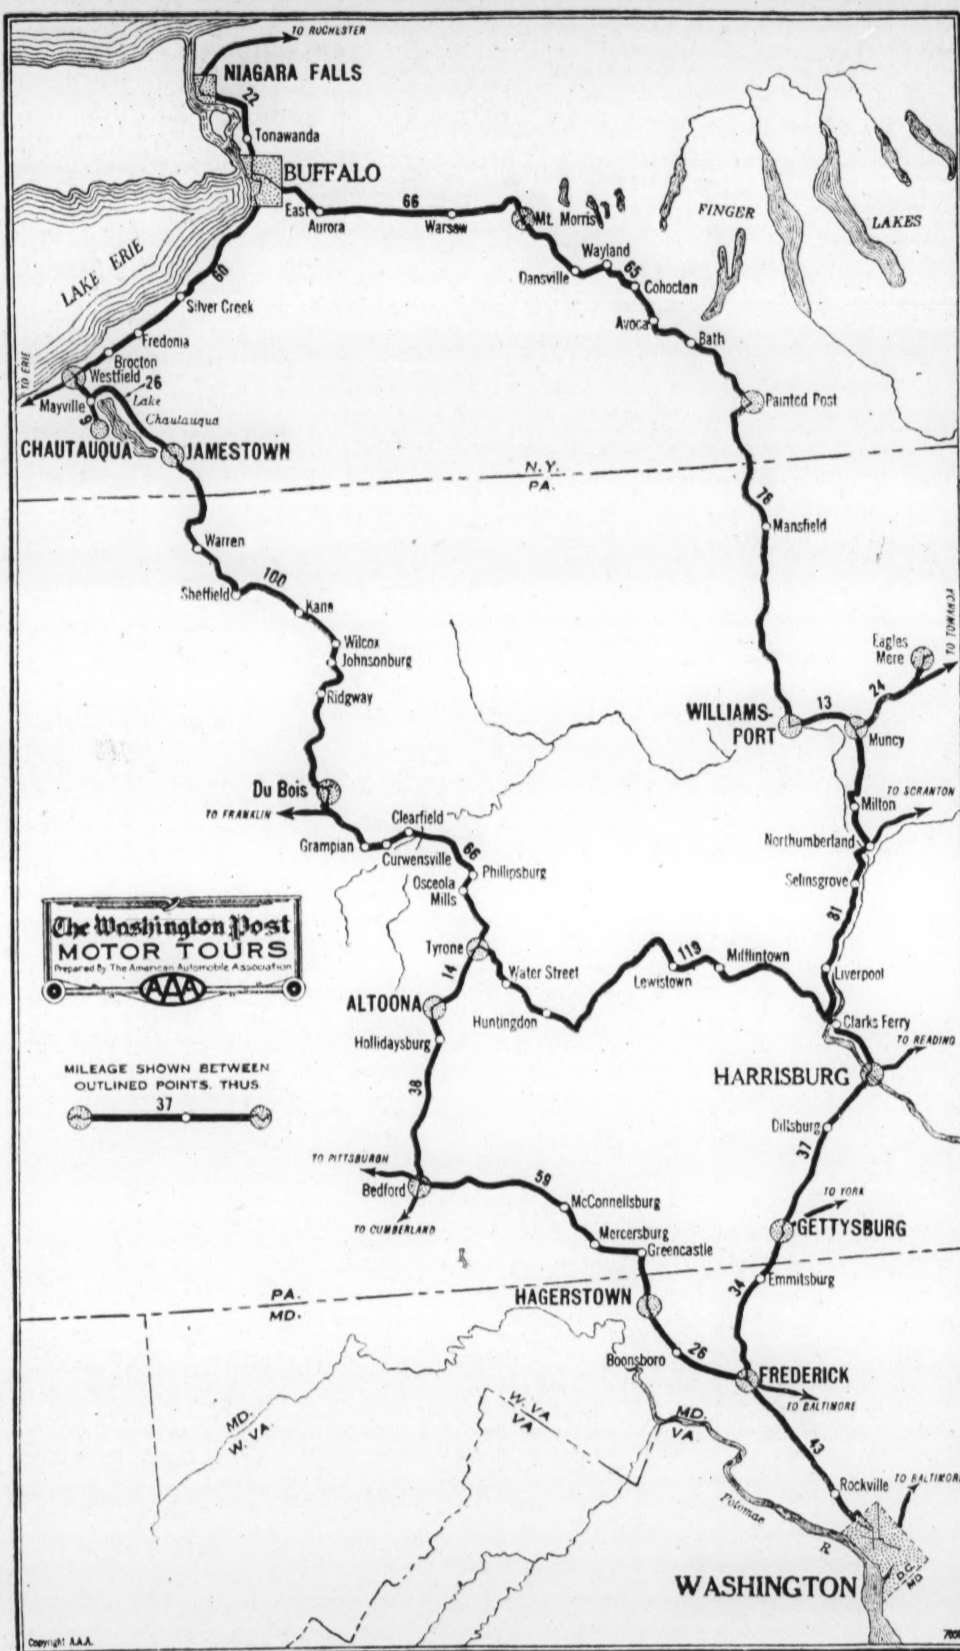 TO ROCHESTER
NIAGARA FALLS
22
Tonawanda
BUFFALO
East
Aurora
66
Warsaw
Mt. Morris
FINGER
LAKES
LAKE ERIE
60
Wayland
Dansville
65
Cohocton
Silver Creek
Avoca
Bath
Fredonia
Brocton
TO ERIE
Westfield
26
Mayville
Lake
Chautauqua
6
Painted Post
CHAUTAUQUA
JAMESTOWN
N.Y.
PA.
76
Mansfield
Warren
100
Sheffield
Kane
Wilcox
Johnsonburg
Ridgway
Eagles
Mere
TO TOWANDA
24
WILLIAMS-
PORT
13
Muncy
Du Bois
TO FRANKLIN
Milton
TO SCRANTON
Clearfield
Grampian
Curwensville
66
Phillipsburg
Osceola
Mills
Northumberland
Selinsgrove
81
The Washington Post
MOTOR TOURS
Prepared By The American Automobile Association
AAA
Tyrone
14
Water Street
119
Mifflintown
Lewistown
Liverpool
ALTOONA
Huntingdon
Clarks Ferry
Hollidaysburg
TO READING
MILEAGE SHOWN BETWEEN
OUTLINED POINTS, THUS.
37
38
HARRISBURG
Dillsburg
37
TO PITTSBURGH
Bedford
59
TO CUMBERLAND
McConnellsburg
TO YORK
GETTYSBURG
Mercersburg
Greencastle
Emmitsburg
34
PA.
MD.
HAGERSTOWN
Boonsboro
26
FREDERICK
TO BALTIMORE
MD.
W. VA.
W. VA
VA
MD.
VA.
43
Rockville
TO BALTIMORE
Potomac
R
D.C.
MD
WASHINGTON
Copyright A.A.A.